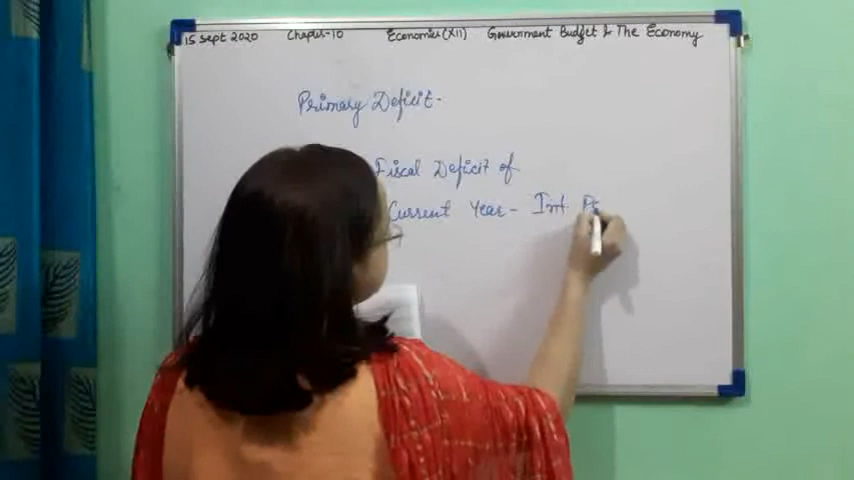 15 Sept 2020 Chapter-10 Economics(XII) Government Budget & The Economy
Primary Deficit-
Fiscal Deficit of
Current Year- Int. Pt